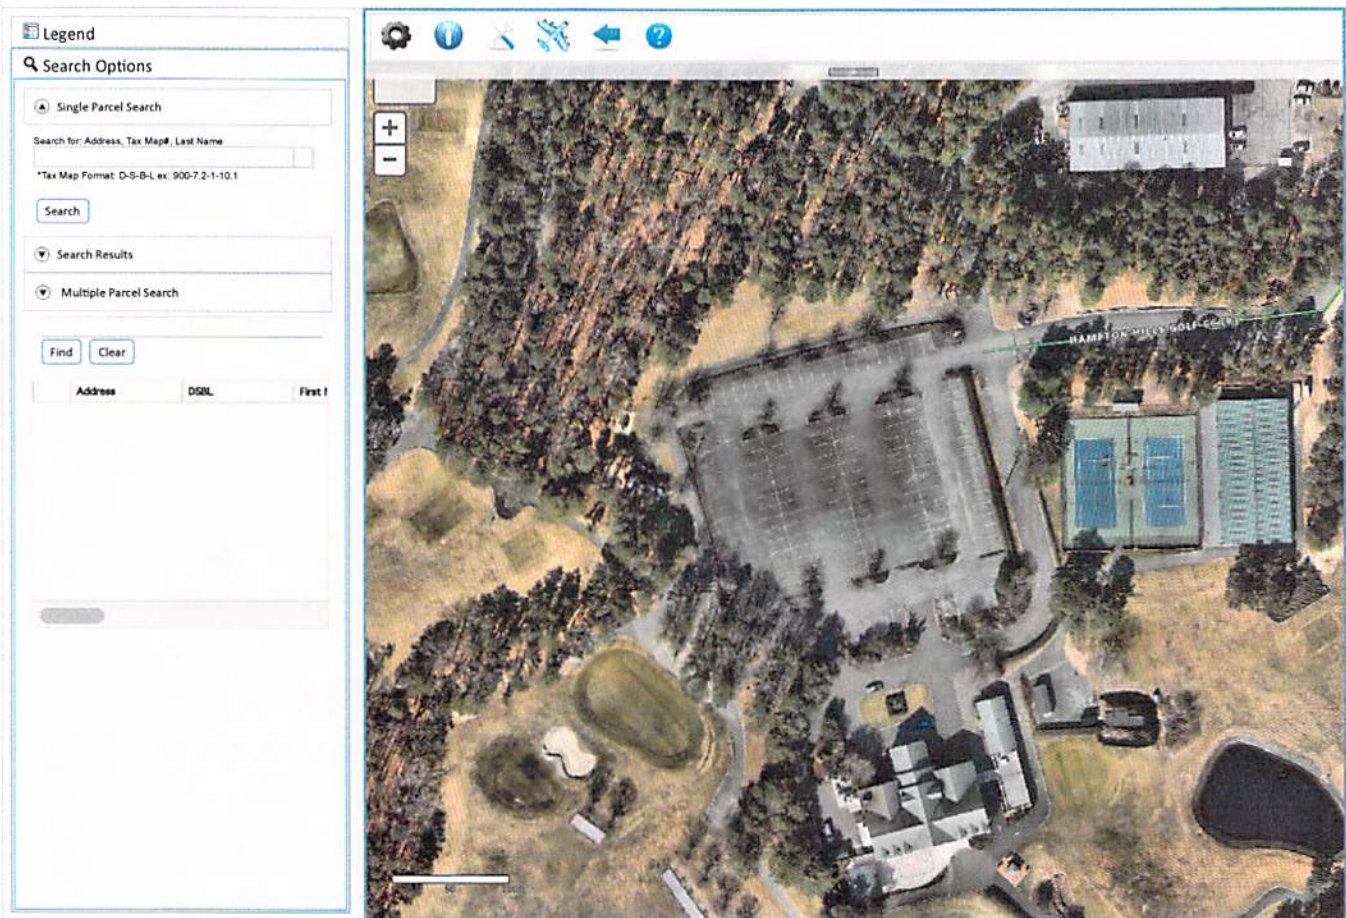 Legend
Search Options
Single Parcel Search
Search for: Address, Tax Map#, Last Name
*Tax Map Format: D-S-B-L ex: 900-7.2-1-10.1
Search
Search Results
Multiple Parcel Search
Find Clear
Address DSBL First
+
−
HAMPTON HILLS GOLF